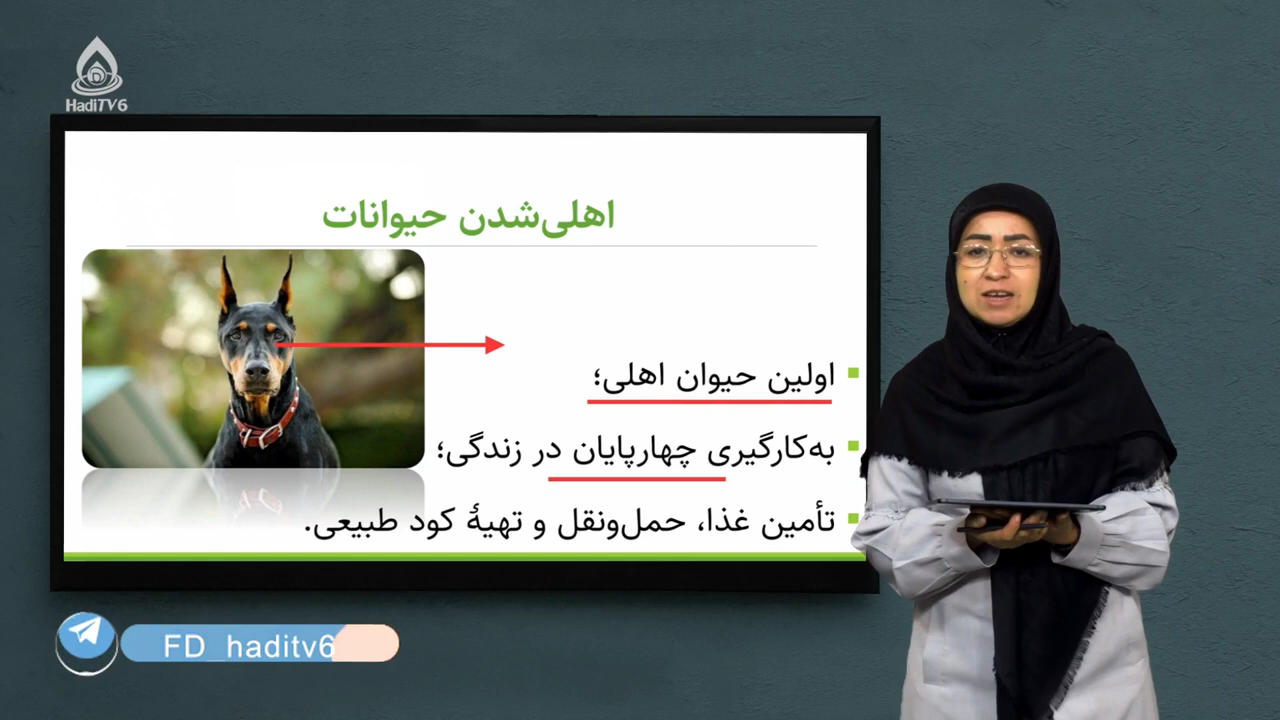 HadiTV6
اهلی‌شدن حیوانات
اولین حیوان اهلی؛
به‌کارگیری چهارپایان در زندگی؛
تأمین غذا، حمل‌ونقل و تهیهٔ کود طبیعی.
FD_haditv6